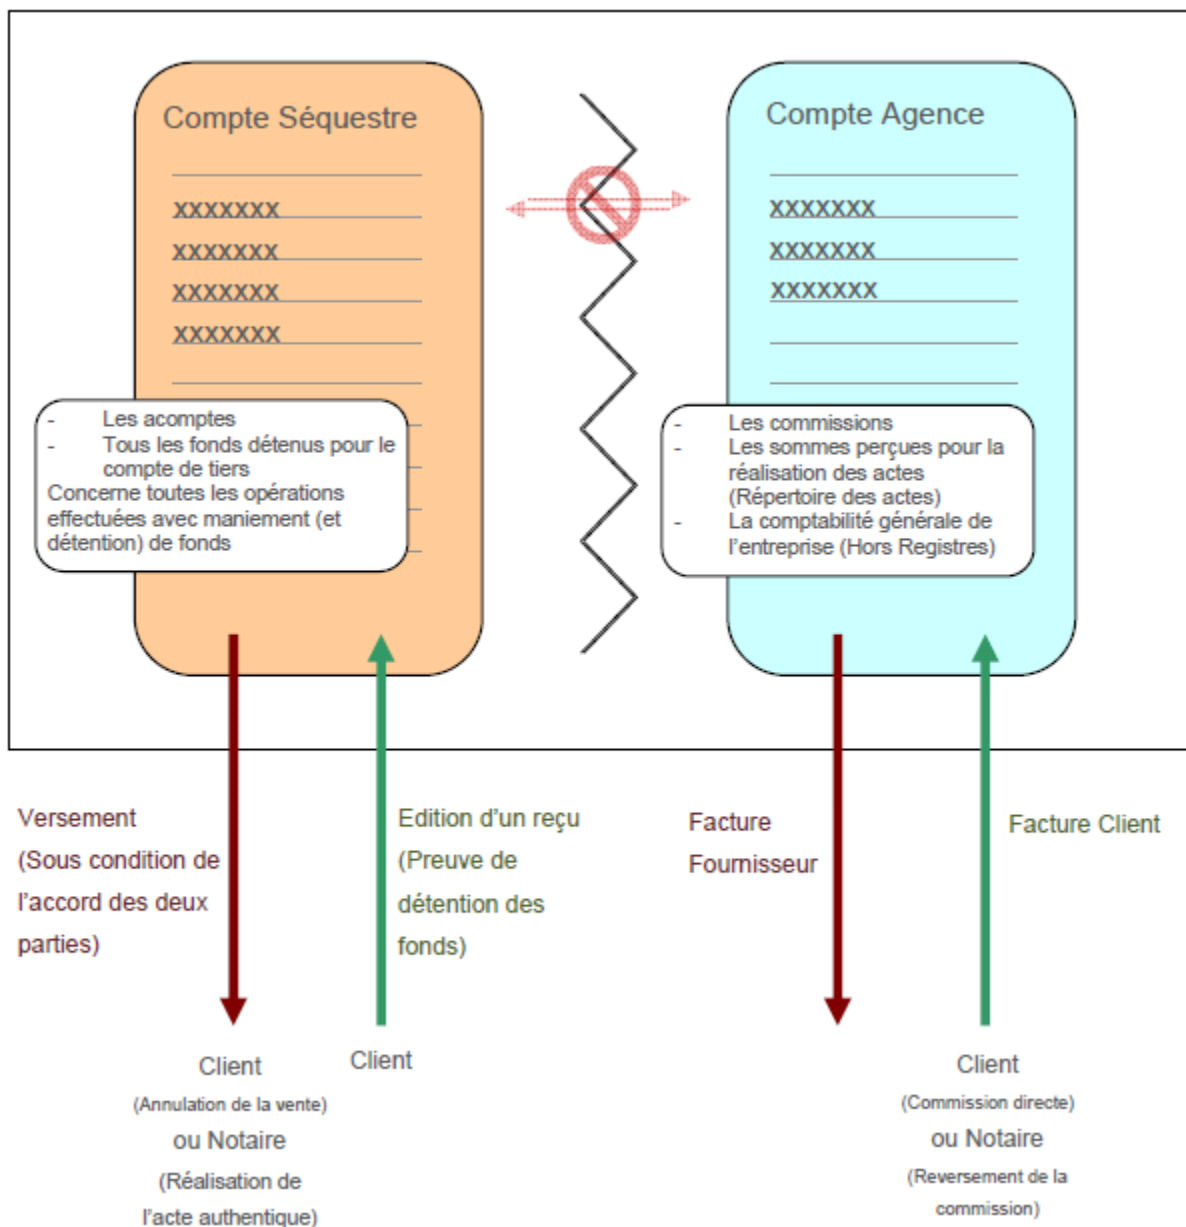 Compte Séquestre
XXXXXXX
XXXXXXX
XXXXXXX
XXXXXXX
- Les acomptes
- Tous les fonds détenus pour le
compte de tiers
Concerne toutes les opérations
effectuées avec maniement (et
détention) de fonds
Compte Agence
XXXXXXX
XXXXXXX
XXXXXXX
- Les commissions
- Les sommes perçues pour la
réalisation des actes
(Répertoire des actes)
- La comptabilité générale de
l'entreprise (Hors Registres)
Versement
(Sous condition de
l'accord des deux
parties)
Edition d'un reçu
(Preuve de
détention des
fonds)
Facture
Fournisseur
Facture Client
Client
(Annulation de la vente)
ou Notaire
(Réalisation de
l'acte authentique)
Client
Client
(Commission directe)
ou Notaire
(Reversement de la
commission)